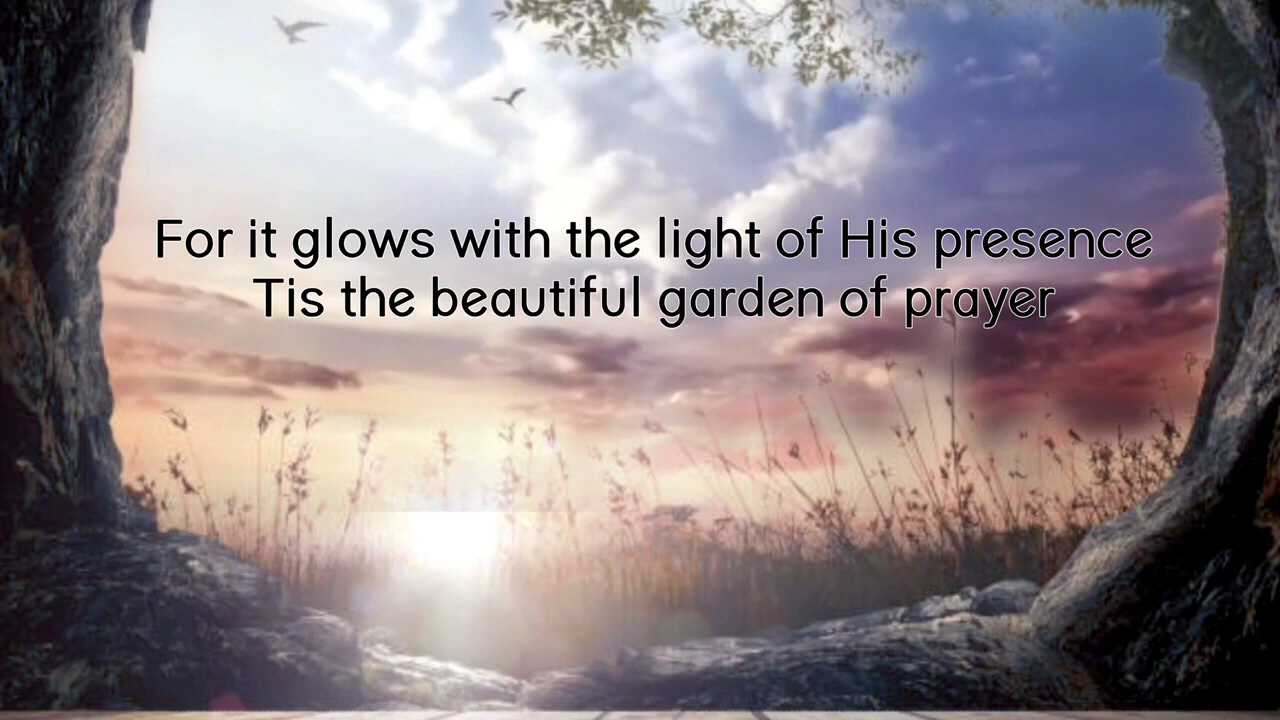 For it glows with the light of His presence
Tis the beautiful garden of prayer